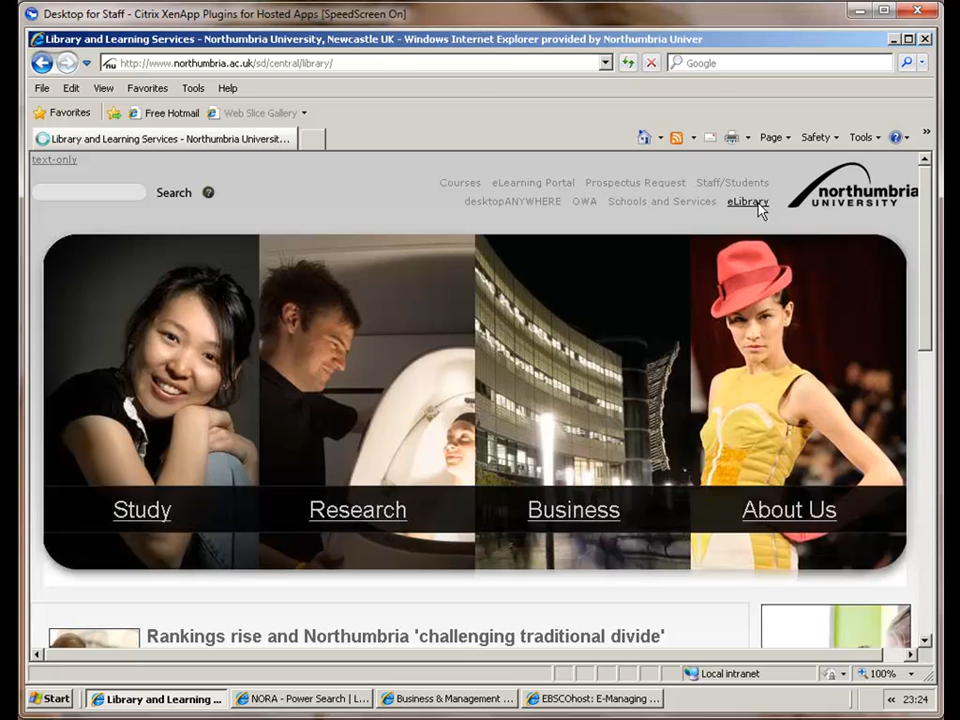 Desktop for Staff - Citrix XenApp Plugins for Hosted Apps [SpeedScreen On]
Library and Learning Services - Northumbria University, Newcastle UK - Windows Internet Explorer provided by Northumbria Univer
http://www.northumbria.ac.uk/sd/central/library/
Google
File Edit View Favorites Tools Help
Favorites Free Hotmail Web Slice Gallery
Library and Learning Services - Northumbria Universit...
Page Safety Tools
text-only
Search
Courses eLearning Portal Prospectus Request Staff/Students
desktopANYWHERE OWA Schools and Services eLibrary
northumbria
UNIVERSITY
Study Research Business About Us
Rankings rise and Northumbria 'challenging traditional divide'
Local intranet 100%
Start Library and Learning ... NORA - Power Search | L... Business & Management ... EBSCOhost: E-Managing ... 23:24